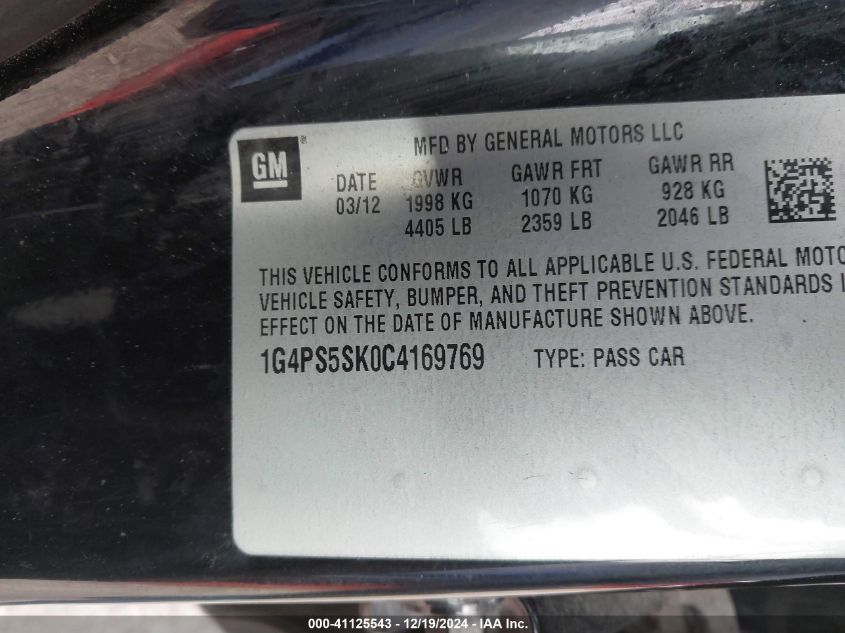 MFD BY GENERAL MOTORS LLC
GM ®
DATE GVWR GAWR FRT GAWR RR
03/12 1998 KG 1070 KG 928 KG
4405 LB 2359 LB 2046 LB
THIS VEHICLE CONFORMS TO ALL APPLICABLE U.S. FEDERAL MOTO
VEHICLE SAFETY, BUMPER, AND THEFT PREVENTION STANDARDS I
EFFECT ON THE DATE OF MANUFACTURE SHOWN ABOVE.
1G4PS5SK0C4169769 TYPE: PASS CAR
000-41125543 - 12/19/2024 - IAA Inc.